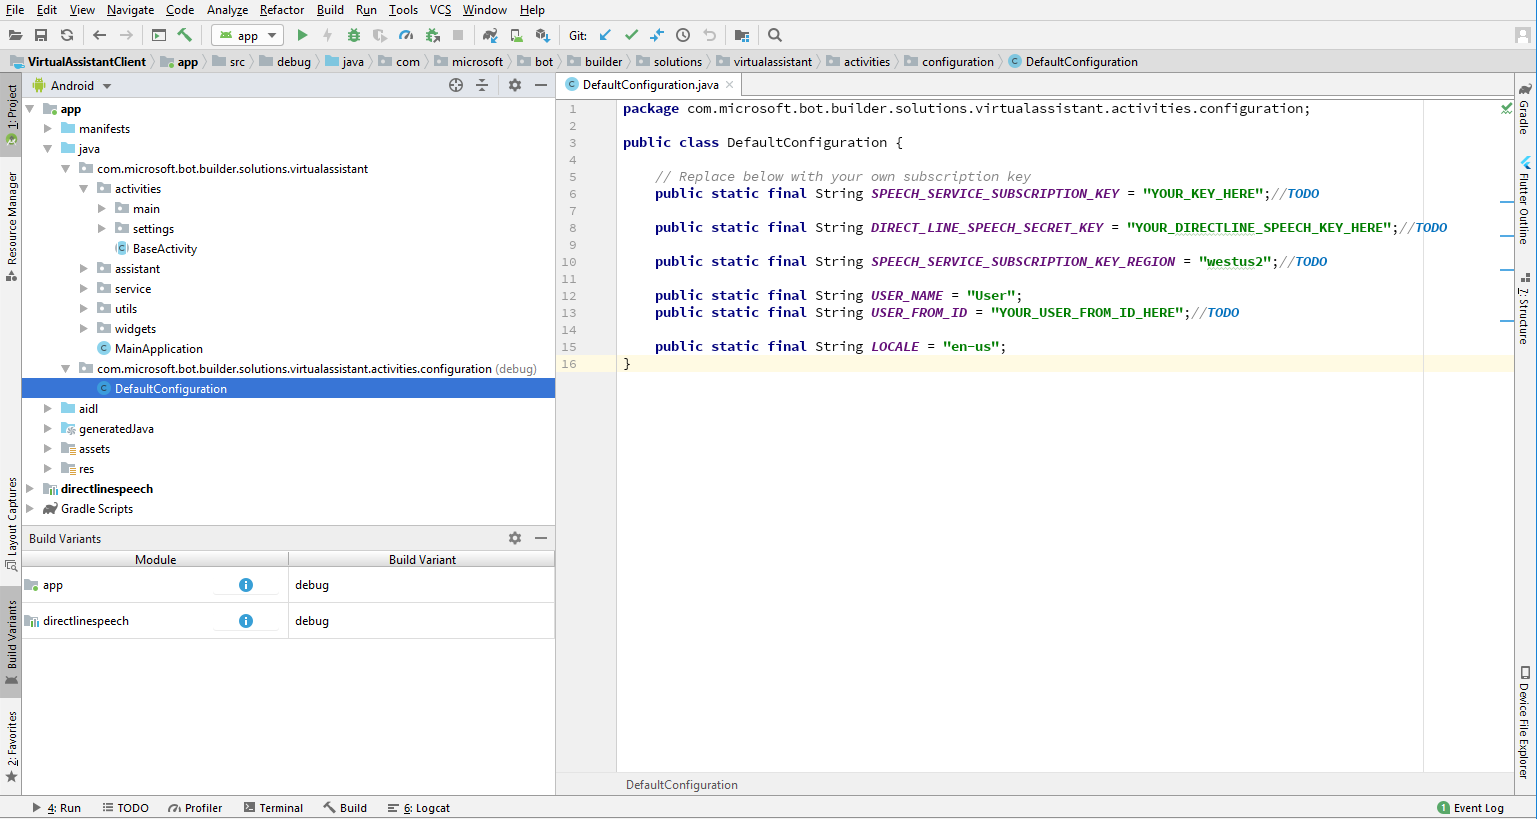 File Edit View Navigate Code Analyze Refactor Build Run Tools VCS Window Help
app Git:
VirtualAssistantClient app src debug java com microsoft bot builder solutions virtualassistant activities configuration DefaultConfiguration
1: Project
Resource Manager
Layout Captures
Build Variants
2: Favorites
Android
app
manifests
java
com.microsoft.bot.builder.solutions.virtualassistant
activities
main
settings
BaseActivity
assistant
service
utils
widgets
MainApplication
com.microsoft.bot.builder.solutions.virtualassistant.activities.configuration (debug)
DefaultConfiguration
aidl
generatedJava
assets
res
directlinespeech
Gradle Scripts
Build Variants
Module Build Variant
app debug
directlinespeech debug
DefaultConfiguration.java
1 package com.microsoft.bot.builder.solutions.virtualassistant.activities.configuration;
2
3 public class DefaultConfiguration {
4
5 // Replace below with your own subscription key
6 public static final String SPEECH_SERVICE_SUBSCRIPTION_KEY = "YOUR_KEY_HERE";//TODO
7
8 public static final String DIRECT_LINE_SPEECH_SECRET_KEY = "YOUR_DIRECTLINE_SPEECH_KEY_HERE";//TODO
9
10 public static final String SPEECH_SERVICE_SUBSCRIPTION_KEY_REGION = "westus2";//TODO
11
12 public static final String USER_NAME = "User";
13 public static final String USER_FROM_ID = "YOUR_USER_FROM_ID_HERE";//TODO
14
15 public static final String LOCALE = "en-us";
16 }
DefaultConfiguration
Gradle
Flutter Outline
7: Structure
Device File Explorer
4: Run TODO Profiler Terminal Build 6: Logcat 1 Event Log